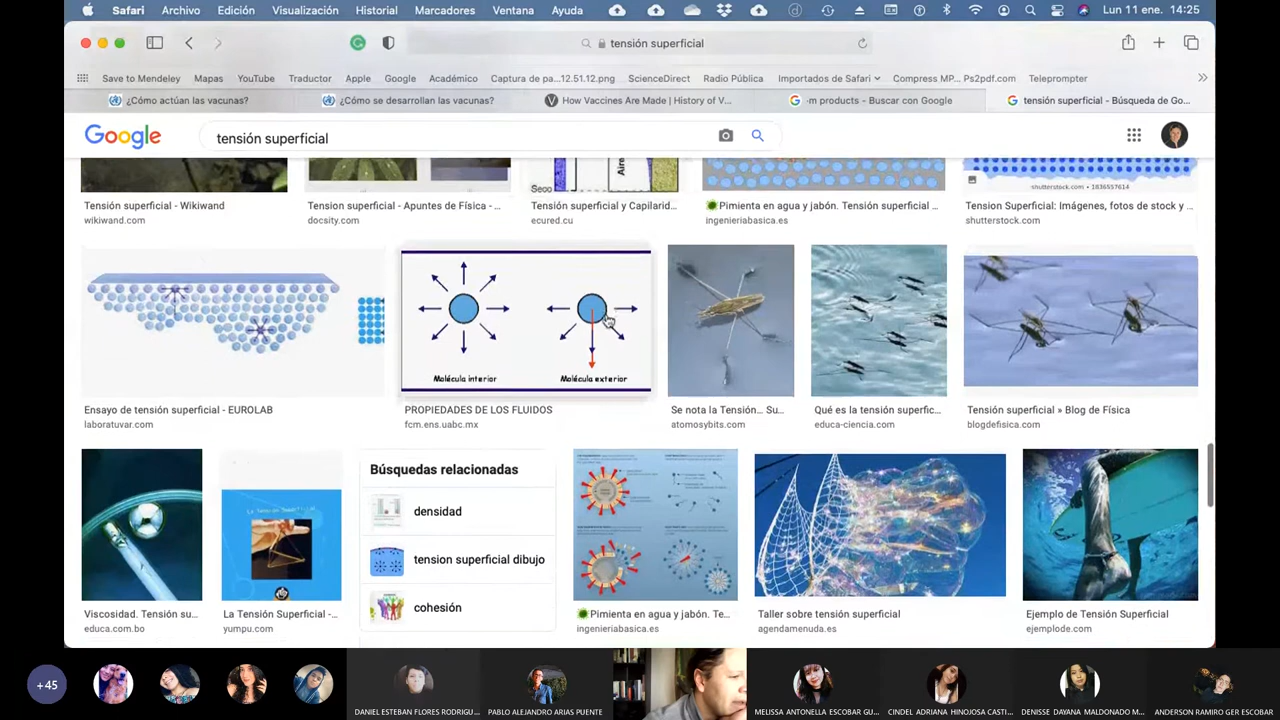 Safari Archivo Edición Visualización Historial Marcadores Ventana Ayuda Lun 11 ene. 14:25
tensión superficial
Save to Mendeley Mapas YouTube Traductor Apple Google Académico Captura de pa...12.51.12.png ScienceDirect Radio Pública Importados de Safari Compress MP... Ps2pdf.com Teleprompter
¿Cómo actúan las vacunas? ¿Cómo se desarrollan las vacunas? How Vaccines Are Made | History of V... -m products - Buscar con Google tensión superficial - Búsqueda de Go...
Google tensión superficial
Seco Aire
shutterstock.com • 1836557614
Tensión superficial - Wikiwand Tension superficial - Apuntes de Física - ... Tensión superficial y Capilarid... Pimienta en agua y jabón. Tensión superficial ... Tension Superficial: Imágenes, fotos de stock y ...
wikiwand.com docsity.com ecured.cu ingenieriabasica.es shutterstock.com
Molécula interior Molécula exterior
Ensayo de tensión superficial - EUROLAB PROPIEDADES DE LOS FLUIDOS Se nota la Tensión... Su... Qué es la tensión superfic... Tensión superficial » Blog de Física
laboratuvar.com fcm.ens.uabc.mx atomosybits.com educa-ciencia.com blogdefisica.com
Búsquedas relacionadas
densidad
tension superficial dibujo
cohesión
Viscosidad. Tensión su... La Tensión Superficial -... Pimienta en agua y jabón. Te... Taller sobre tensión superficial Ejemplo de Tensión Superficial
educa.com.bo yumpu.com ingenieriabasica.es agendamenuda.es ejemplode.com
+45
DANIEL ESTEBAN FLORES RODRIGU... PABLO ALEJANDRO ARIAS PUENTE MELISSA ANTONELLA ESCOBAR GU... CINDEL ADRIANA HINOJOSA CASTI... DENISSE DAYANA MALDONADO M... ANDERSON RAMIRO GER ESCOBAR